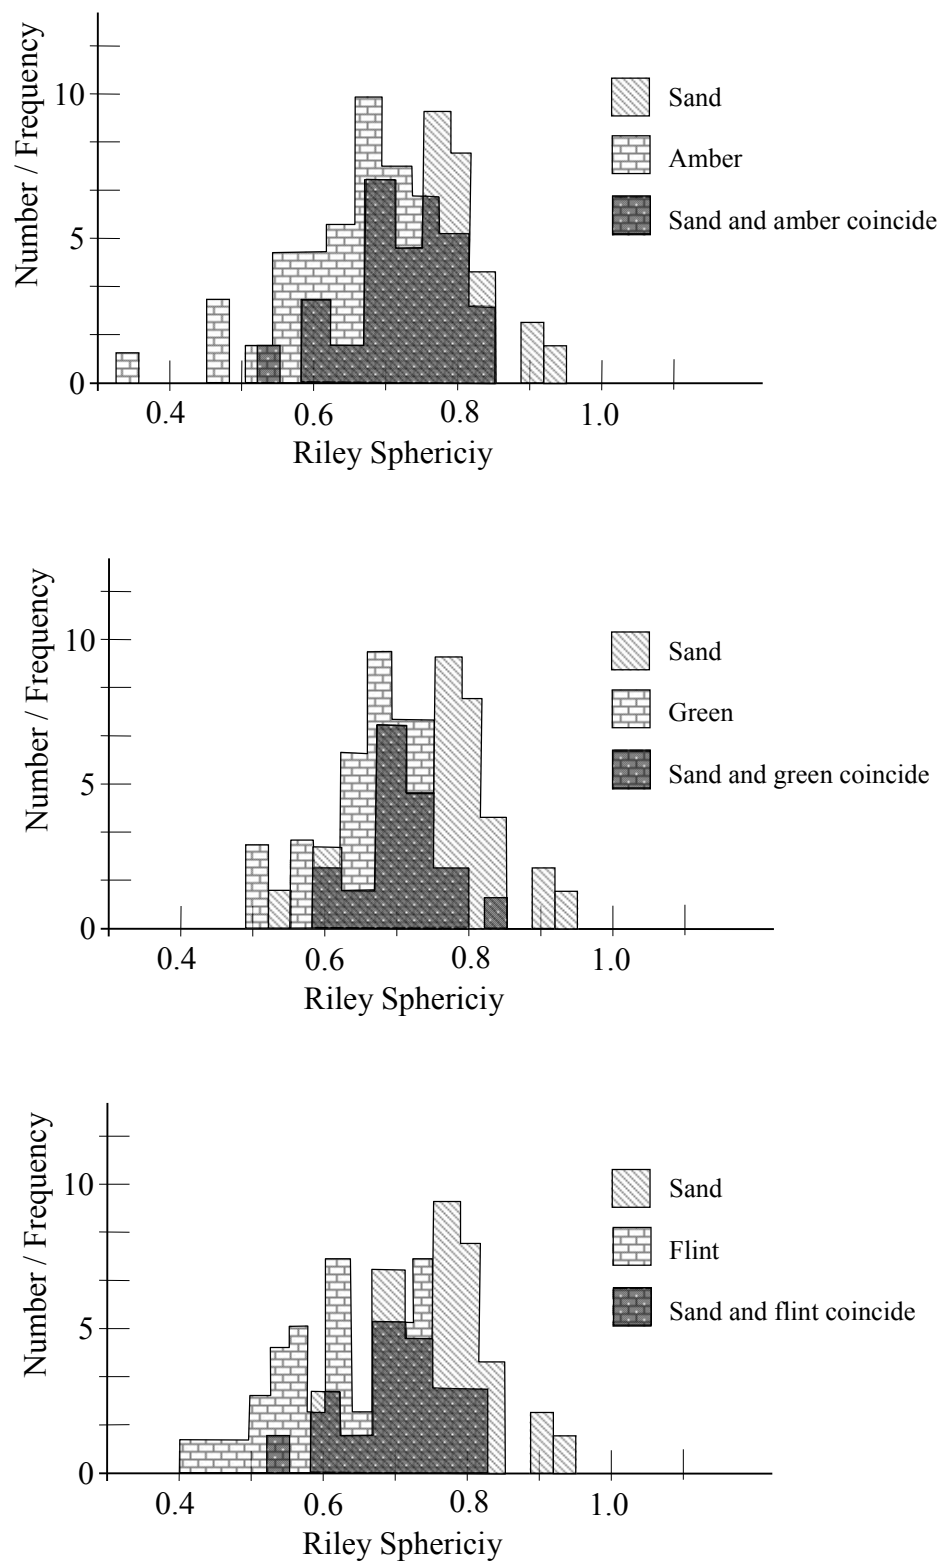 Number / Frequency
10
5
0
0.4
0.6
0.8
1.0
Riley Sphericiy
Sand
Amber
Sand and amber coincide
Number / Frequency
10
5
0
0.4
0.6
0.8
1.0
Riley Sphericiy
Sand
Green
Sand and green coincide
Number / Frequency
10
5
0
0.4
0.6
0.8
1.0
Riley Sphericiy
Sand
Flint
Sand and flint coincide